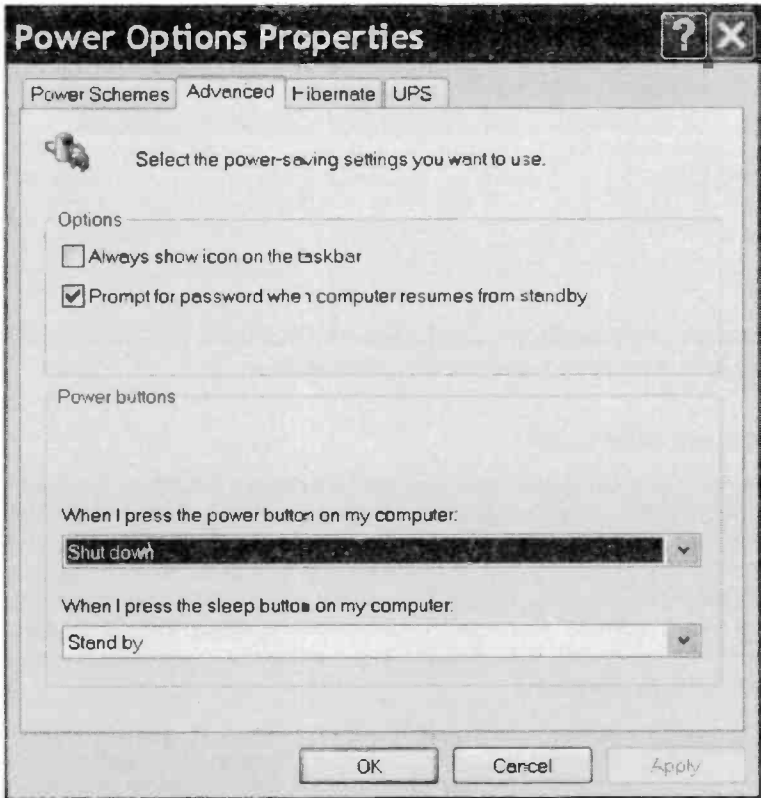 Power Options Properties
Power Schemes Advanced Hibernate UPS
Select the power-saving settings you want to use.
Options
Always show icon on the taskbar
Prompt for password when computer resumes from standby
Power buttons
When I press the power button on my computer:
Shut down
When I press the sleep button on my computer:
Stand by
OK Cancel Apply